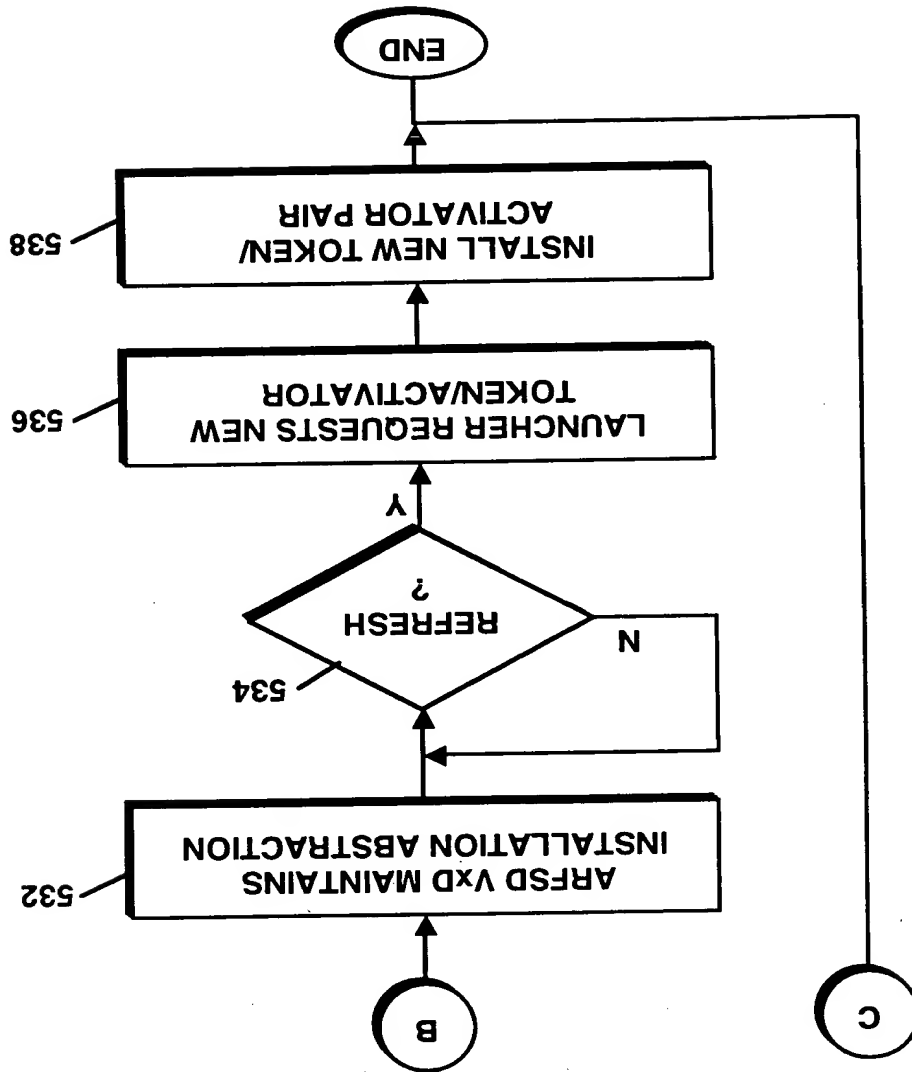 B
C
ARFSD VxD MAINTAINS
INSTALLATION ABSTRACTION
532
534
REFRESH
?
N
Y
LAUNCHER REQUESTS NEW
TOKEN/ACTIVATOR
536
INSTALL NEW TOKEN/
ACTIVATOR PAIR
538
END